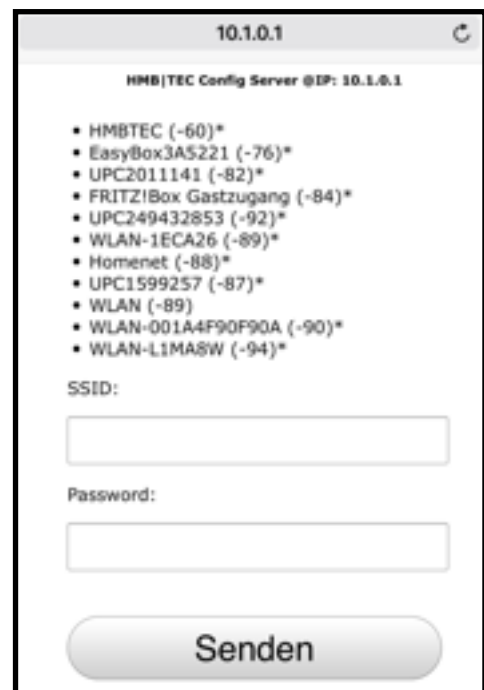 10.1.0.1
HMB|TEC Config Server @IP: 10.1.0.1
• HMBTEC (-60)*
• EasyBox3A5221 (-76)*
• UPC2011141 (-82)*
• FRITZ!Box Gastzugang (-84)*
• UPC249432853 (-92)*
• WLAN-1ECA26 (-89)*
• Homenet (-88)*
• UPC1599257 (-87)*
• WLAN (-89)
• WLAN-001A4F90F90A (-90)*
• WLAN-L1MA8W (-94)*
SSID:
Password:
Senden